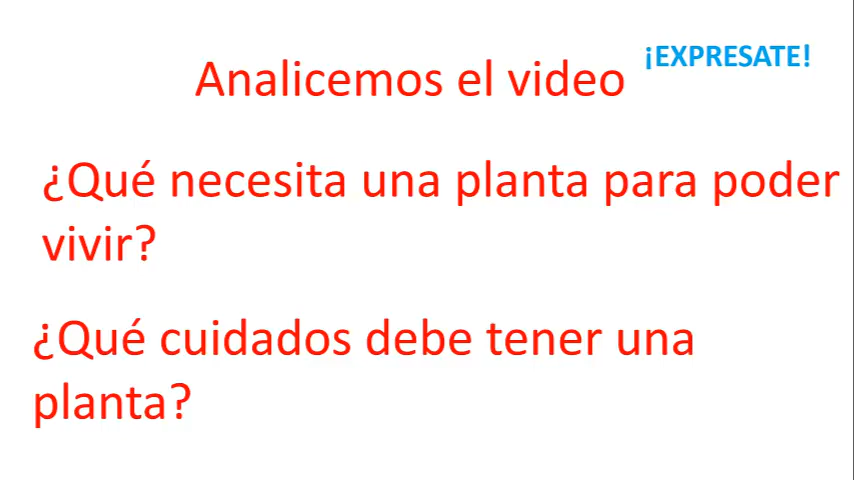 ¡EXPRESATE!
Analicemos el video
¿Qué necesita una planta para poder
vivir?
¿Qué cuidados debe tener una
planta?